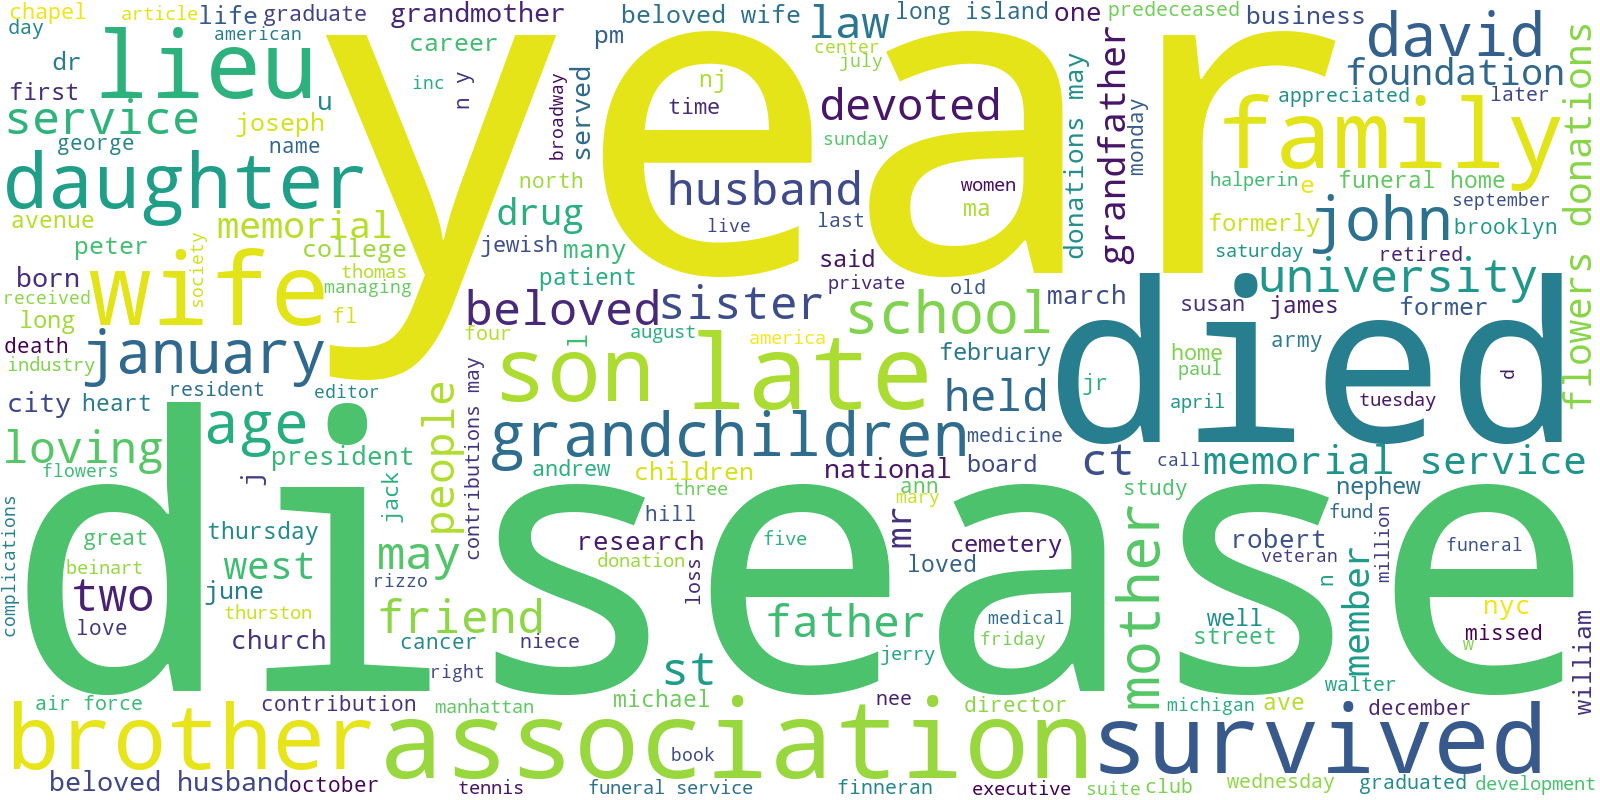 chapel
article
life
graduate
grandmother
beloved wife
law
long island
one
predeceased
business
day
american
career
pm
center
july
david
lieu
year
dr
foundation
first
inc
n y
broadway
served
nj
time
devoted
grandfather
monday
donations may
appreciated
later
flowers donations
service
u
joseph
george
name
sunday
family
daughter
north
husband
women
halperin
e
funeral home
september
avenue
memorial
drug
ma
live
last
formerly
john
brooklyn
peter
college
society
jewish
many
said
saturday
retired
born
wife
thomas
managing
patient
private
old
march
university
received
long
fl
beloved
sister
school
susan
james
former
death
january
four
l
august
america
february
home
army
died
industry
son
late
paul
resident
editor
jr
d
city
heart
people
contributions may
held
april
tuesday
loving
age
grandchildren
medicine
president
flowers
j
jack
andrew
children
national
board
ct
call
memorial service
three
ann
mary
study
nephew
disease
complications
great
thursday
hill
mr
fund
beinart
west
may
research
five
cemetery
mother
robert
veteran
million
funeral
two
june
rizzo
donation
loss
loved
member
n
love
thurston
friend
father
medical
well
nyc
church
cancer
niece
friday
street
missed
w
right
st
jerry
william
walter
air force
contribution
manhattan
michael
nee
director
michigan
ave
december
brother
association
survived
book
beloved husband
october
tennis
funeral service
finneran
executive
suite
club
wednesday
graduated
development